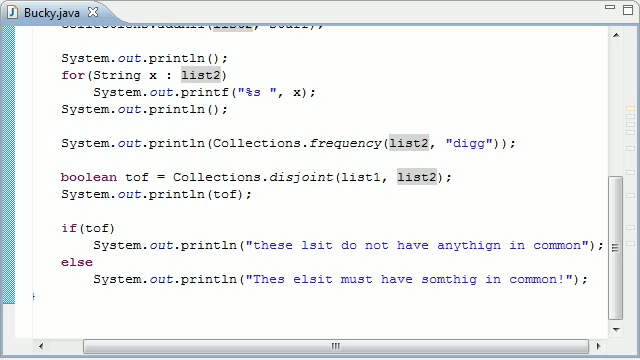 Bucky.java
System.out.println();
for(String x : list2)
System.out.printf("%s ", x);
System.out.println();
System.out.println(Collections.frequency(list2, "digg"));
boolean tof = Collections.disjoint(list1, list2);
System.out.println(tof);
if(tof)
System.out.println("these lsit do not have anythign in common");
else
System.out.println("Thes elsit must have somthig in common!");
}